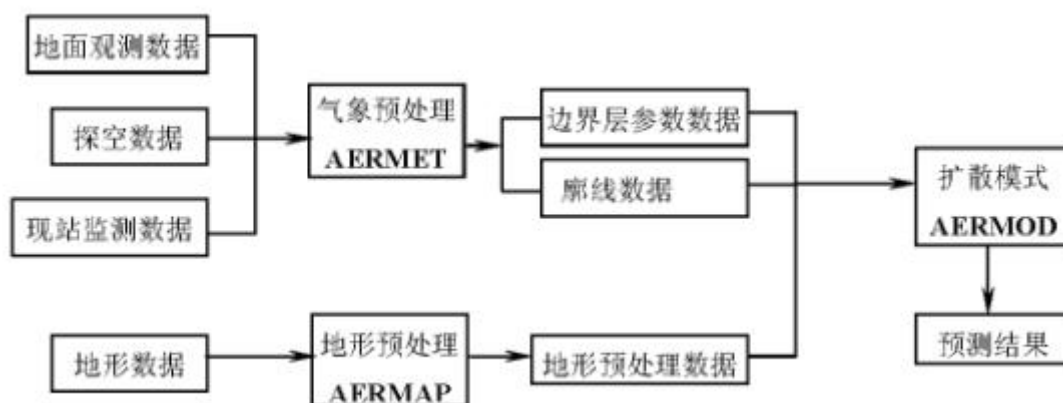 地面观测数据
探空数据
现站监测数据
气象预处理
AERMET
边界层参数数据
廓线数据
扩散模式
AERMOD
预测结果
地形数据
地形预处理
AERMAP
地形预处理数据